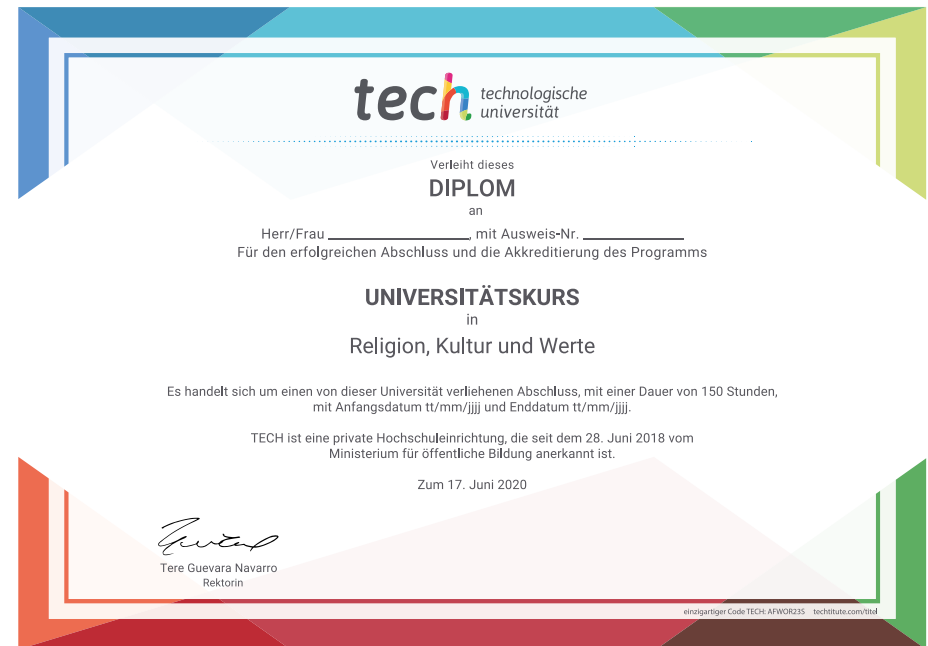 tech technologische
universität
Verleiht dieses
DIPLOM
an
Herr/Frau ____________________, mit Ausweis-Nr. ______________
Für den erfolgreichen Abschluss und die Akkreditierung des Programms
UNIVERSITÄTSKURS
in
Religion, Kultur und Werte
Es handelt sich um einen von dieser Universität verliehenen Abschluss, mit einer Dauer von 150 Stunden,
mit Anfangsdatum tt/mm/jjjj und Enddatum tt/mm/jjjj.
TECH ist eine private Hochschuleinrichtung, die seit dem 28. Juni 2018 vom
Ministerium für öffentliche Bildung anerkannt ist.
Zum 17. Juni 2020
Tere Guevara Navarro
Rektorin
einzigartiger Code TECH: AFWOR23S techtitute.com/titel